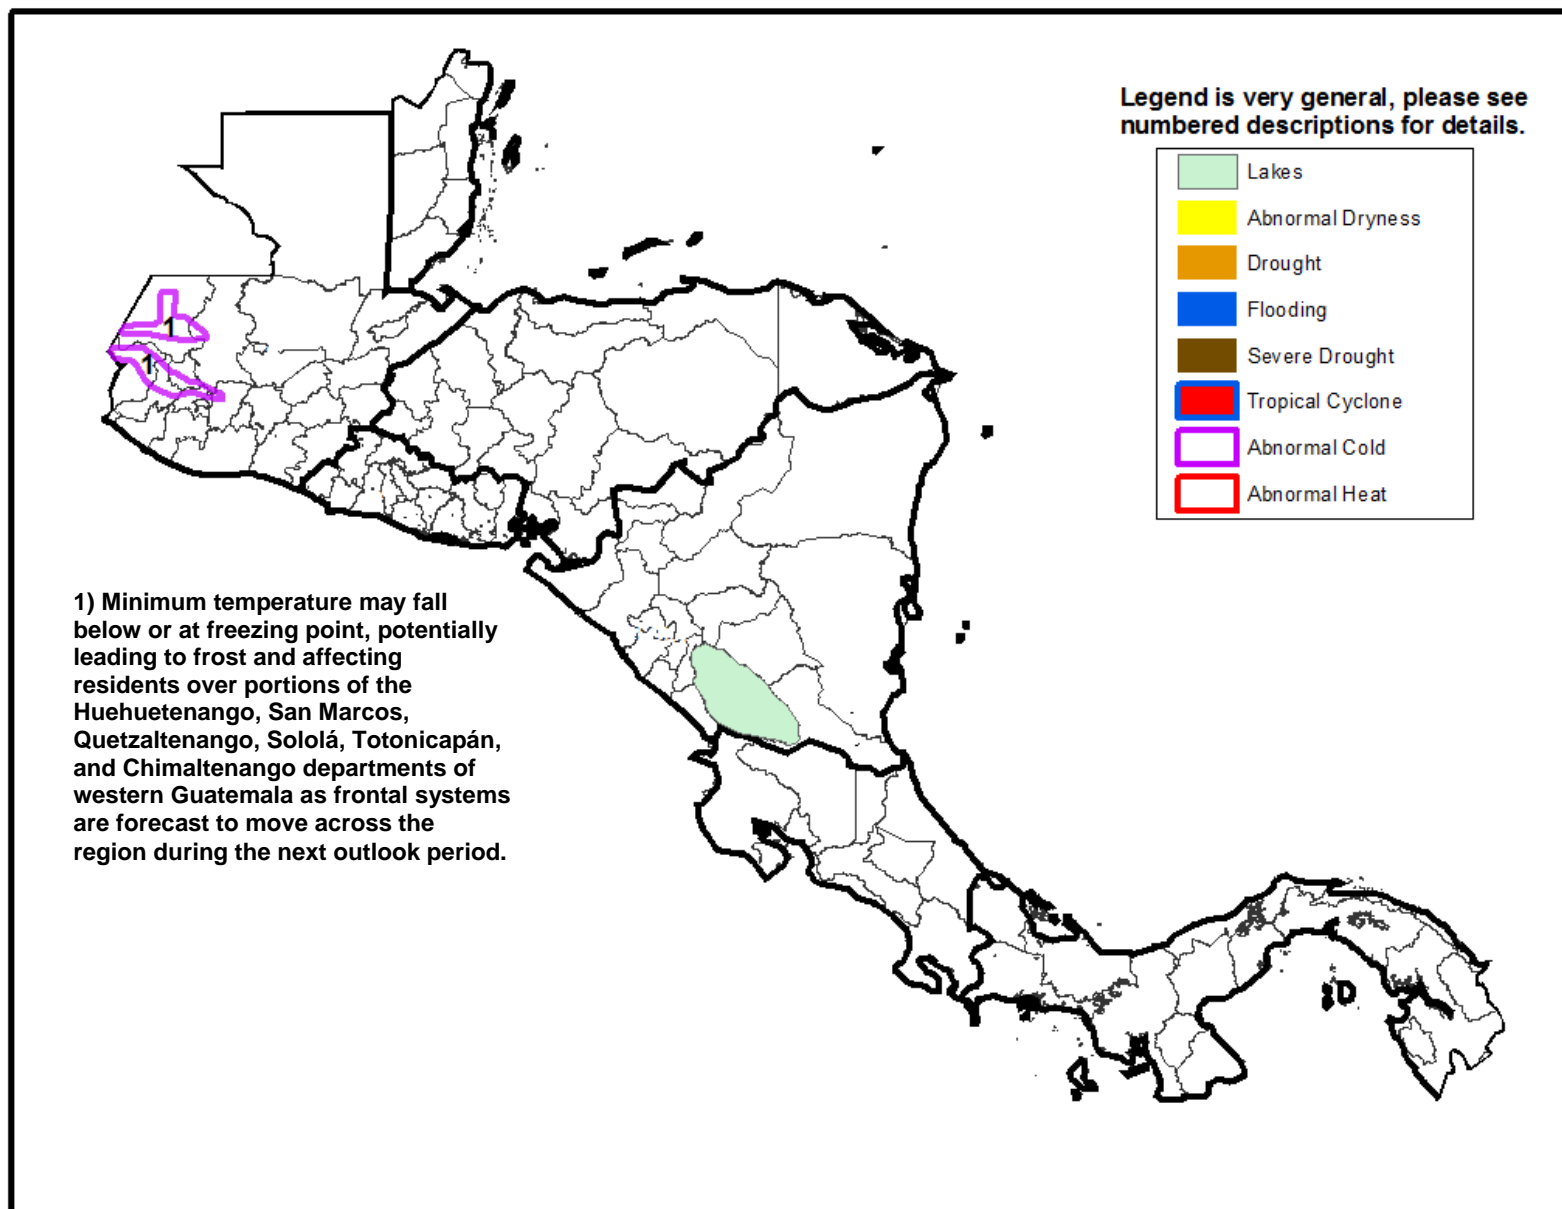 Legend is very general, please see
numbered descriptions for details.
Lakes
Abnormal Dryness
Drought
Flooding
Severe Drought
Tropical Cyclone
Abnormal Cold
Abnormal Heat
1
1
1) Minimum temperature may fall
below or at freezing point, potentially
leading to frost and affecting
residents over portions of the
Huehuetenango, San Marcos,
Quetzaltenango, Sololá, Totonicapán,
and Chimaltenango departments of
western Guatemala as frontal systems
are forecast to move across the
region during the next outlook period.